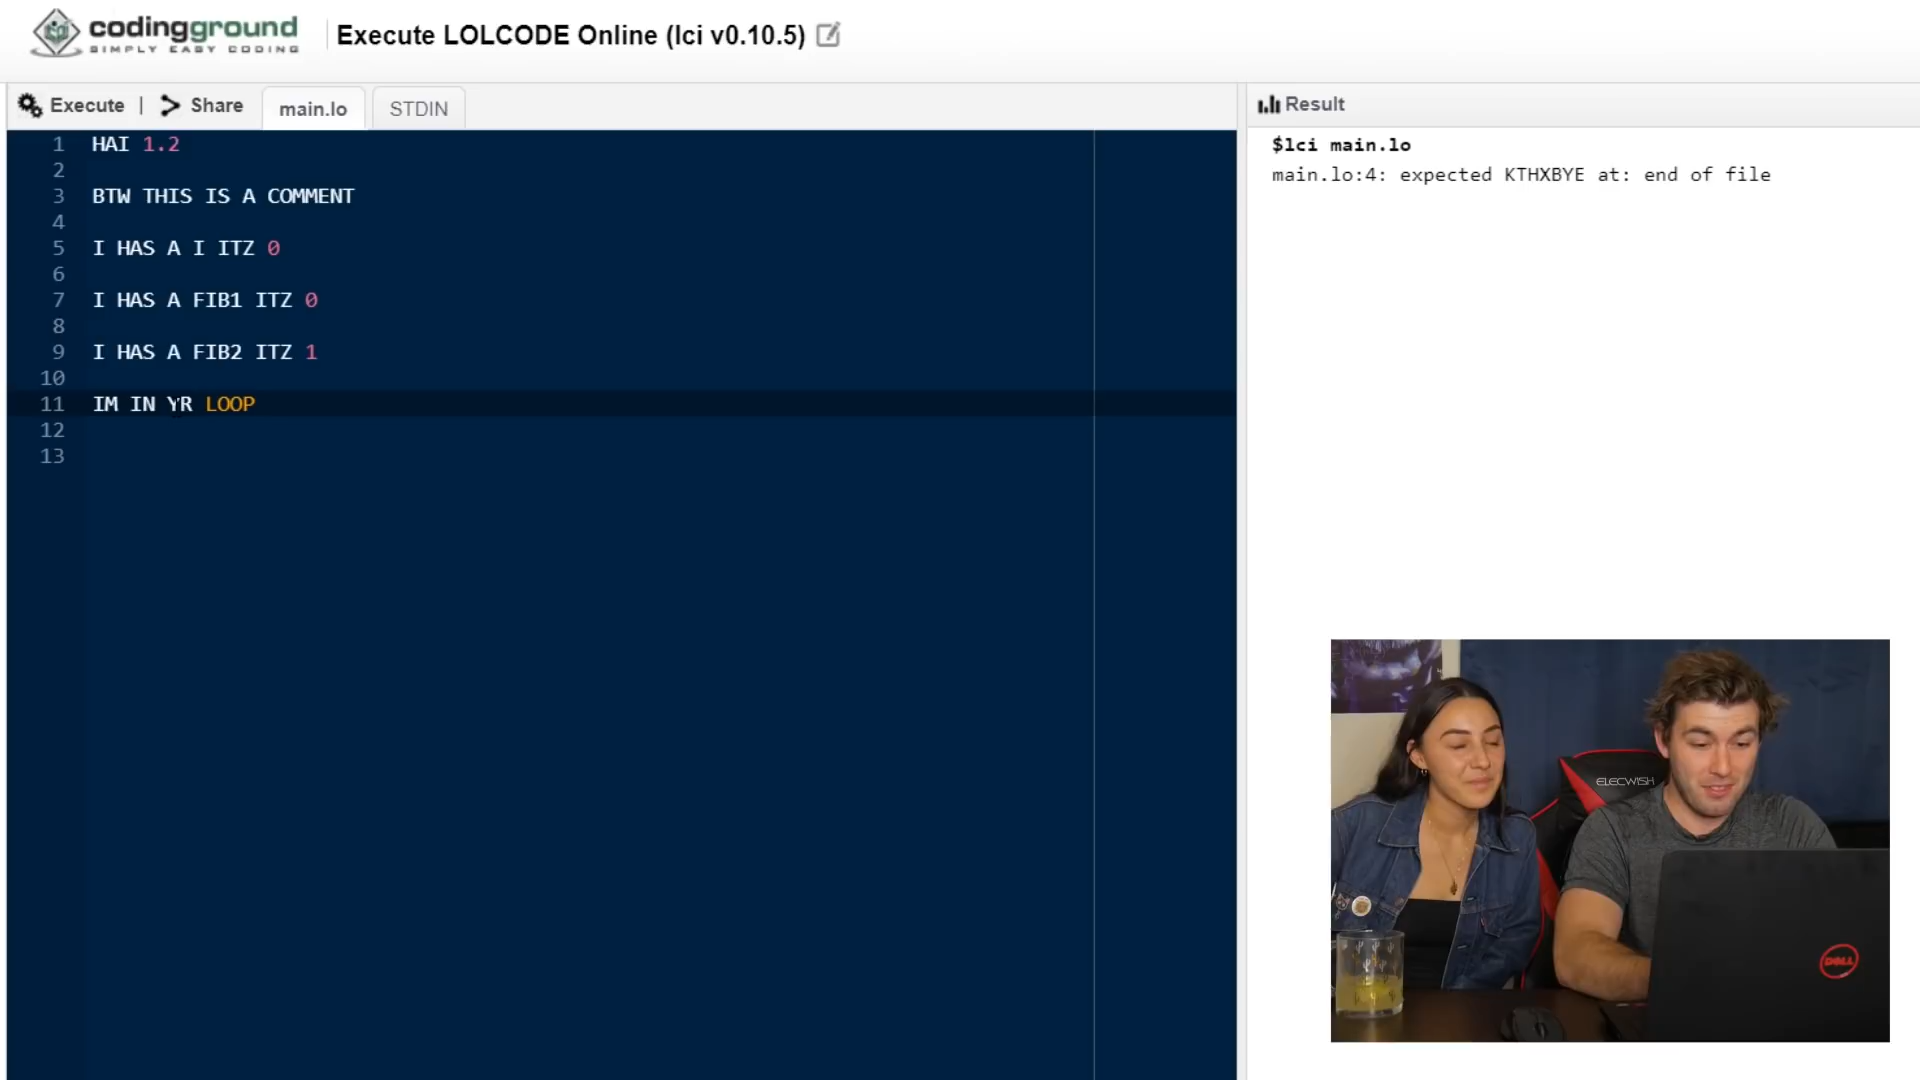 codingground
SIMPLY EASY CODING
Execute LOLCODE Online (lci v0.10.5)
Execute | Share main.lo STDIN
Result
1 HAI 1.2
2
3 BTW THIS IS A COMMENT
4
5 I HAS A I ITZ 0
6
7 I HAS A FIB1 ITZ 0
8
9 I HAS A FIB2 ITZ 1
10
11 IM IN YR LOOP
12
13
$lci main.lo
main.lo:4: expected KTHXBYE at: end of file
ELECWISH
DELL